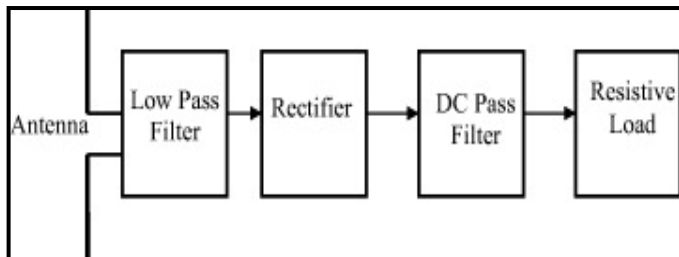 Antenna
Low Pass
Filter
Rectifier
DC Pass
Filter
Resistive
Load